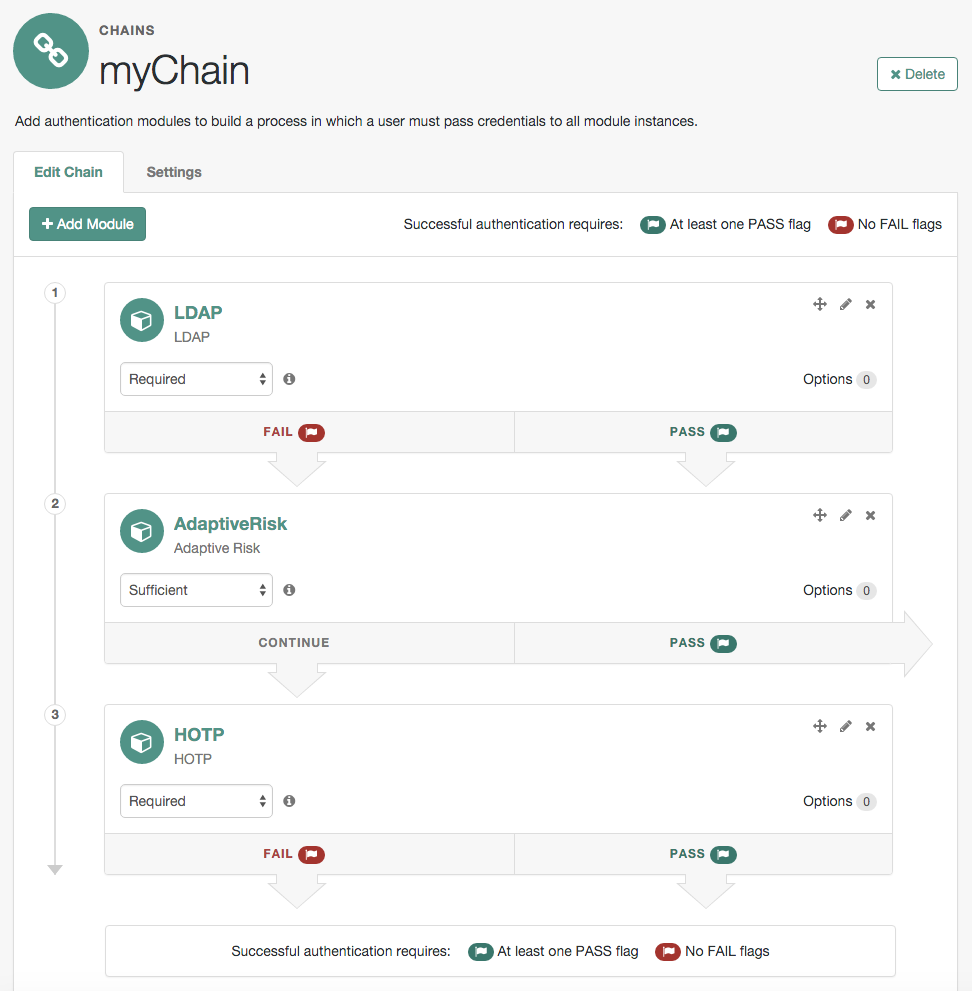 CHAINS
myChain
Delete
Add authentication modules to build a process in which a user must pass credentials to all module instances.
Edit Chain Settings
Add Module Successful authentication requires: At least one PASS flag No FAIL flags
1
LDAP
LDAP
Required Options 0
FAIL PASS
2
AdaptiveRisk
Adaptive Risk
Sufficient Options 0
CONTINUE PASS
3
HOTP
HOTP
Required Options 0
FAIL PASS
Successful authentication requires: At least one PASS flag No FAIL flags